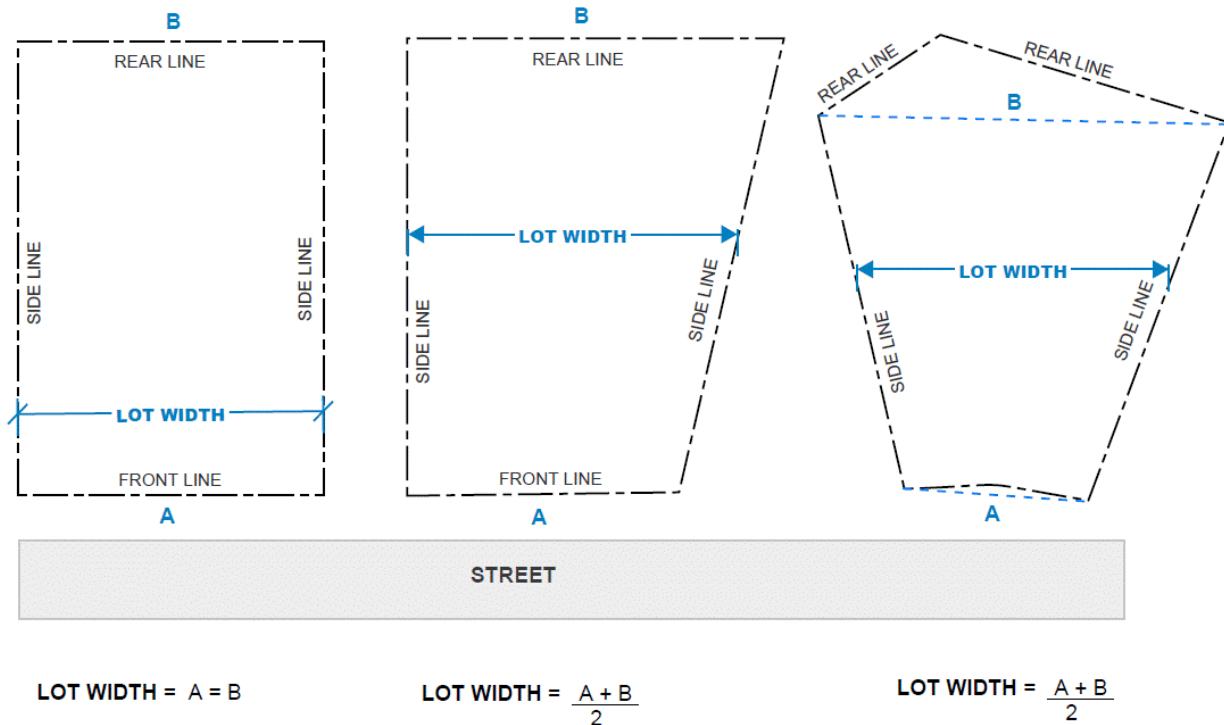 B
REAR LINE
SIDE LINE
SIDE LINE
LOT WIDTH
FRONT LINE
A
B
REAR LINE
LOT WIDTH
SIDE LINE
SIDE LINE
FRONT LINE
A
REAR LINE
REAR LINE
B
LOT WIDTH
SIDE LINE
SIDE LINE
A
STREET
LOT WIDTH = A = B
LOT WIDTH = A + B
2
LOT WIDTH = A + B
2